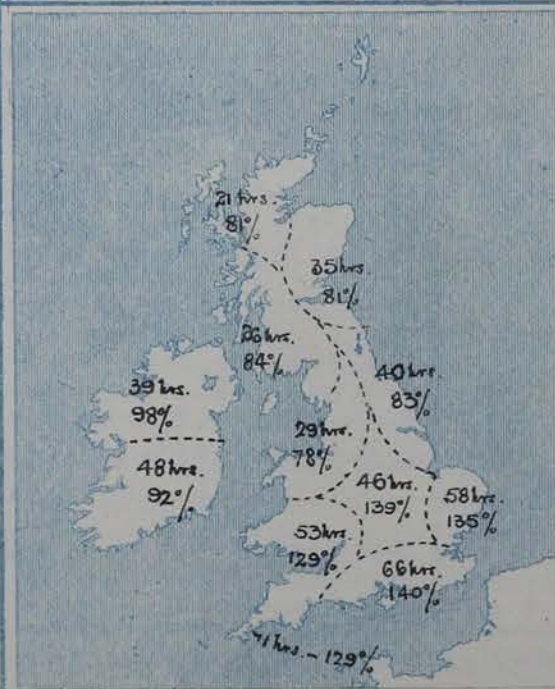 21 hrs.
81%
35 hrs.
81%
26 hrs.
84%
40 hrs.
83%
39 hrs.
98%
29 hrs.
78%
48 hrs.
92%
46 hrs.
139%
58 hrs.
135%
53 hrs.
129%
66 hrs.
140%
71 hrs. - 129%